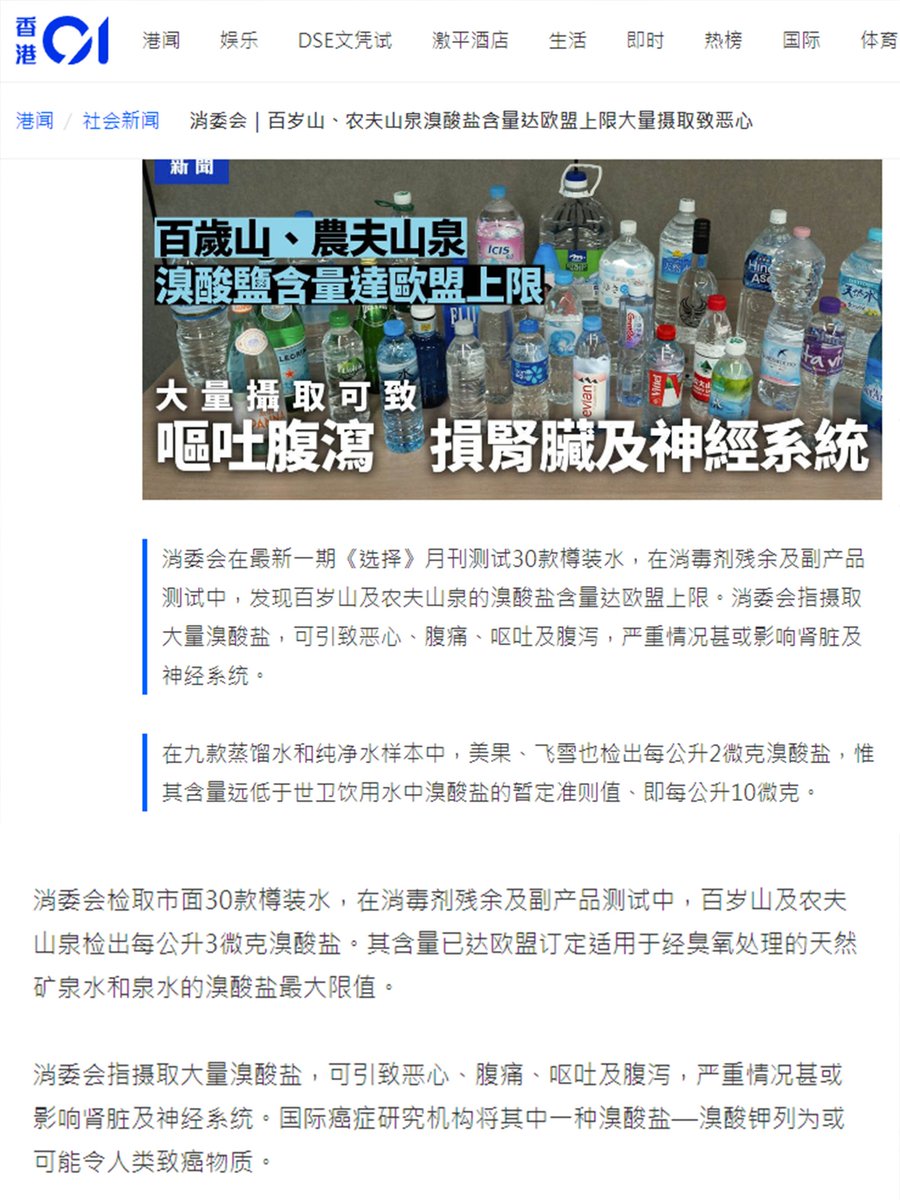 香港01
港闻 娱乐 DSE文凭试 激平酒店 生活 即时 热榜 国际 体育
港闻 / 社会新闻 消委会 | 百岁山、农夫山泉溴酸盐含量达欧盟上限大量摄取致恶心
新聞
百歲山、農夫山泉
溴酸鹽含量達歐盟上限
大量攝取可致
嘔吐腹瀉 損腎臟及神經系統
icis
evian
消委会在最新一期《选择》月刊测试30款樽装水，在消毒剂残余及副产品
测试中，发现百岁山及农夫山泉的溴酸盐含量达欧盟上限。消委会指摄取
大量溴酸盐，可引致恶心、腹痛、呕吐及腹泻，严重情况甚或影响肾脏及
神经系统。
在九款蒸馏水和纯净水样本中，美果、飞雪也检出每公升2微克溴酸盐，惟
其含量远低于世卫饮用水中溴酸盐的暂定准则值、即每公升10微克。
消委会检取市面30款樽装水，在消毒剂残余及副产品测试中，百岁山及农夫
山泉检出每公升3微克溴酸盐。其含量已达欧盟订定适用于经臭氧处理的天然
矿泉水和泉水的溴酸盐最大限值。
消委会指摄取大量溴酸盐，可引致恶心、腹痛、呕吐及腹泻，严重情况甚或
影响肾脏及神经系统。国际癌症研究机构将其中一种溴酸盐—溴酸钾列为或
可能令人类致癌物质。